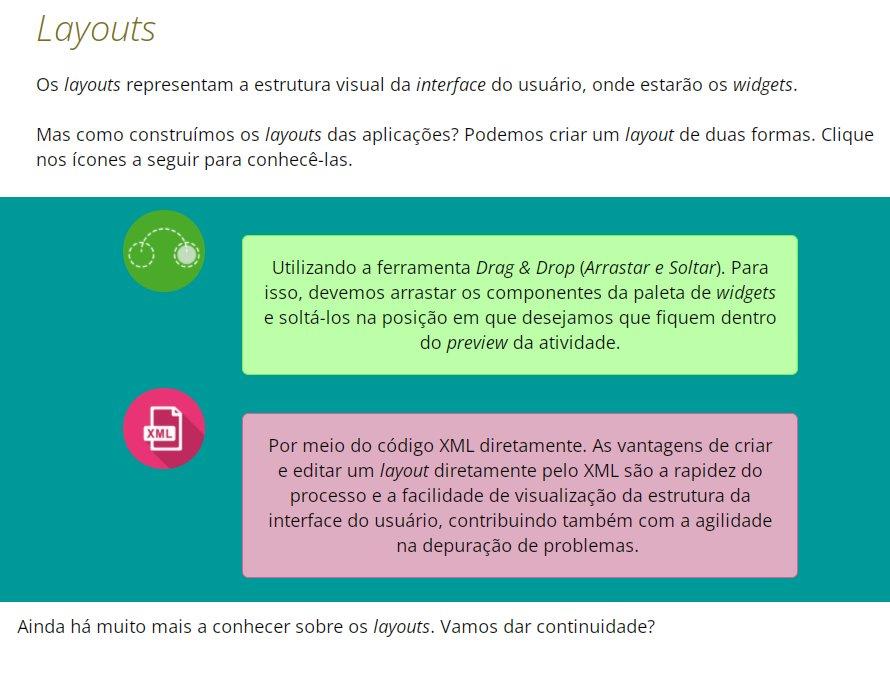 Layouts
Os layouts representam a estrutura visual da interface do usuário, onde estarão os widgets.
Mas como construímos os layouts das aplicações? Podemos criar um layout de duas formas. Clique
nos ícones a seguir para conhecê-las.
Utilizando a ferramenta Drag & Drop (Arrastar e Soltar). Para
isso, devemos arrastar os componentes da paleta de widgets
e soltá-los na posição em que desejamos que fiquem dentro
do preview da atividade.
XML
Por meio do código XML diretamente. As vantagens de criar
e editar um layout diretamente pelo XML são a rapidez do
processo e a facilidade de visualização da estrutura da
interface do usuário, contribuindo também com a agilidade
na depuração de problemas.
Ainda há muito mais a conhecer sobre os layouts. Vamos dar continuidade?